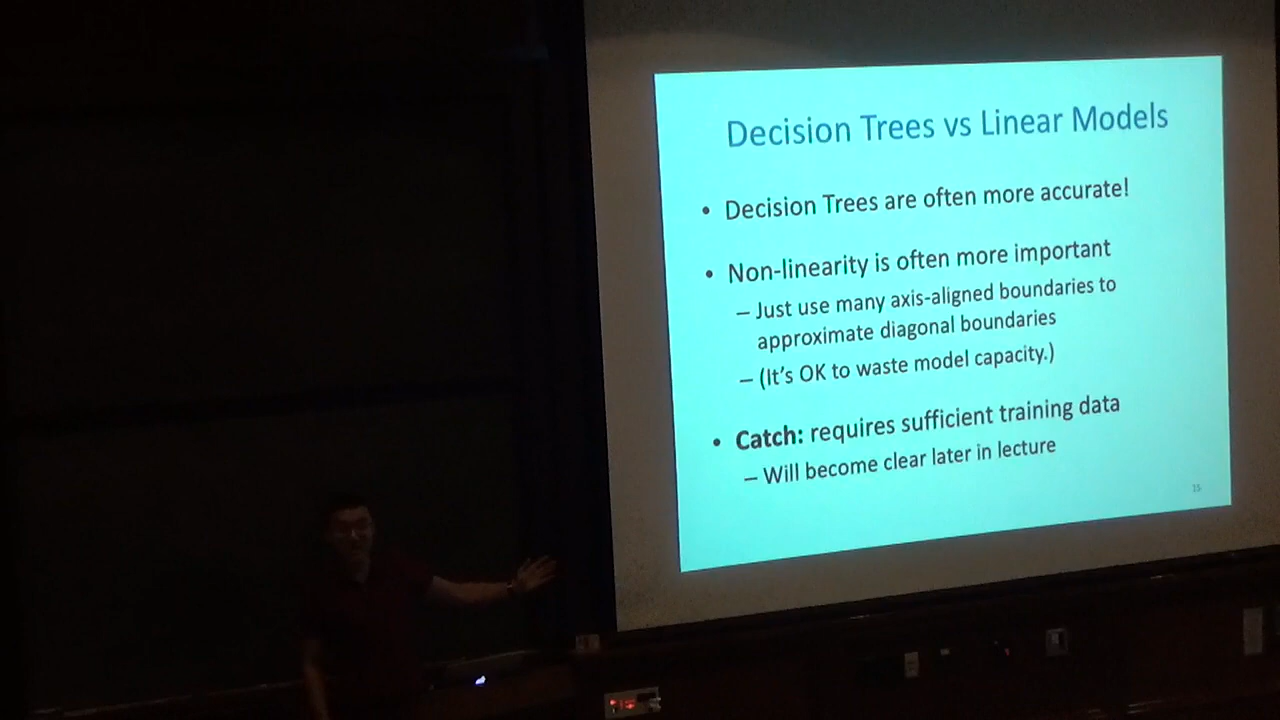 Decision Trees vs Linear Models
• Decision Trees are often more accurate!
• Non-linearity is often more important
– Just use many axis-aligned boundaries to
approximate diagonal boundaries
– (It's OK to waste model capacity.)
• Catch: requires sufficient training data
– Will become clear later in lecture
15